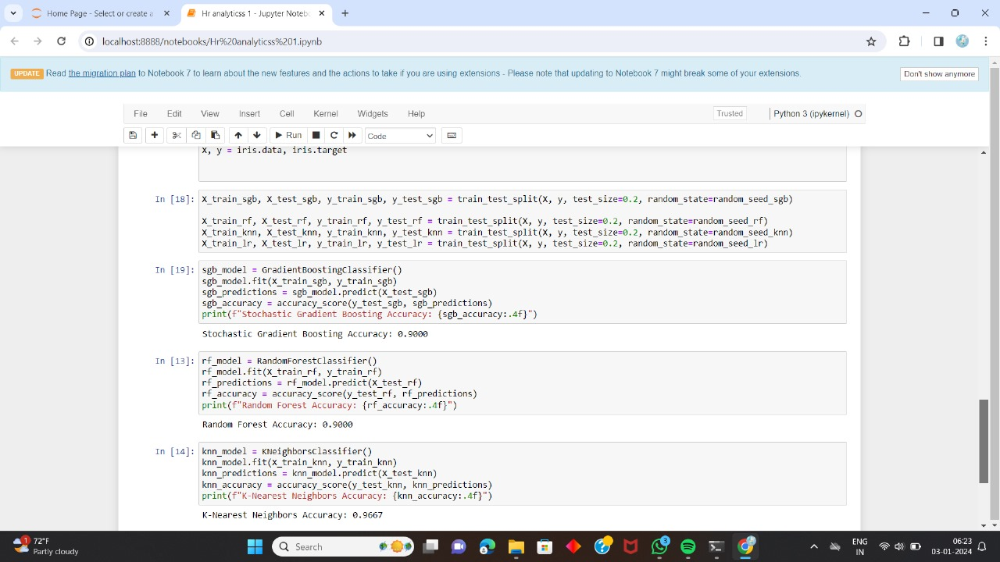 Home Page - Select or create a
Hr analyticss 1 - Jupyter Noteb
localhost:8888/notebooks/Hr%20analyticss%201.ipynb
UPDATE Read the migration plan to Notebook 7 to learn about the new features and the actions to take if you are using extensions - Please note that updating to Notebook 7 might break some of your extensions.
Don't show anymore
File Edit View Insert Cell Kernel Widgets Help
Trusted
Python 3 (ipykernel)
Run
Code
X, y = iris.data, iris.target
In [18]: X_train_sgb, X_test_sgb, y_train_sgb, y_test_sgb = train_test_split(X, y, test_size=0.2, random_state=random_seed_sgb)
X_train_rf, X_test_rf, y_train_rf, y_test_rf = train_test_split(X, y, test_size=0.2, random_state=random_seed_rf)
X_train_knn, X_test_knn, y_train_knn, y_test_knn = train_test_split(X, y, test_size=0.2, random_state=random_seed_knn)
X_train_lr, X_test_lr, y_train_lr, y_test_lr = train_test_split(X, y, test_size=0.2, random_state=random_seed_lr)
In [19]: sgb_model = GradientBoostingClassifier()
sgb_model.fit(X_train_sgb, y_train_sgb)
sgb_predictions = sgb_model.predict(X_test_sgb)
sgb_accuracy = accuracy_score(y_test_sgb, sgb_predictions)
print(f"Stochastic Gradient Boosting Accuracy: {sgb_accuracy:.4f}")
Stochastic Gradient Boosting Accuracy: 0.9000
In [13]: rf_model = RandomForestClassifier()
rf_model.fit(X_train_rf, y_train_rf)
rf_predictions = rf_model.predict(X_test_rf)
rf_accuracy = accuracy_score(y_test_rf, rf_predictions)
print(f"Random Forest Accuracy: {rf_accuracy:.4f}")
Random Forest Accuracy: 0.9000
In [14]: knn_model = KNeighborsClassifier()
knn_model.fit(X_train_knn, y_train_knn)
knn_predictions = knn_model.predict(X_test_knn)
knn_accuracy = accuracy_score(y_test_knn, knn_predictions)
print(f"K-Nearest Neighbors Accuracy: {knn_accuracy:.4f}")
K-Nearest Neighbors Accuracy: 0.9667
1
72°F
Partly cloudy
Search
3
ENG
IN
06:23
03-01-2024